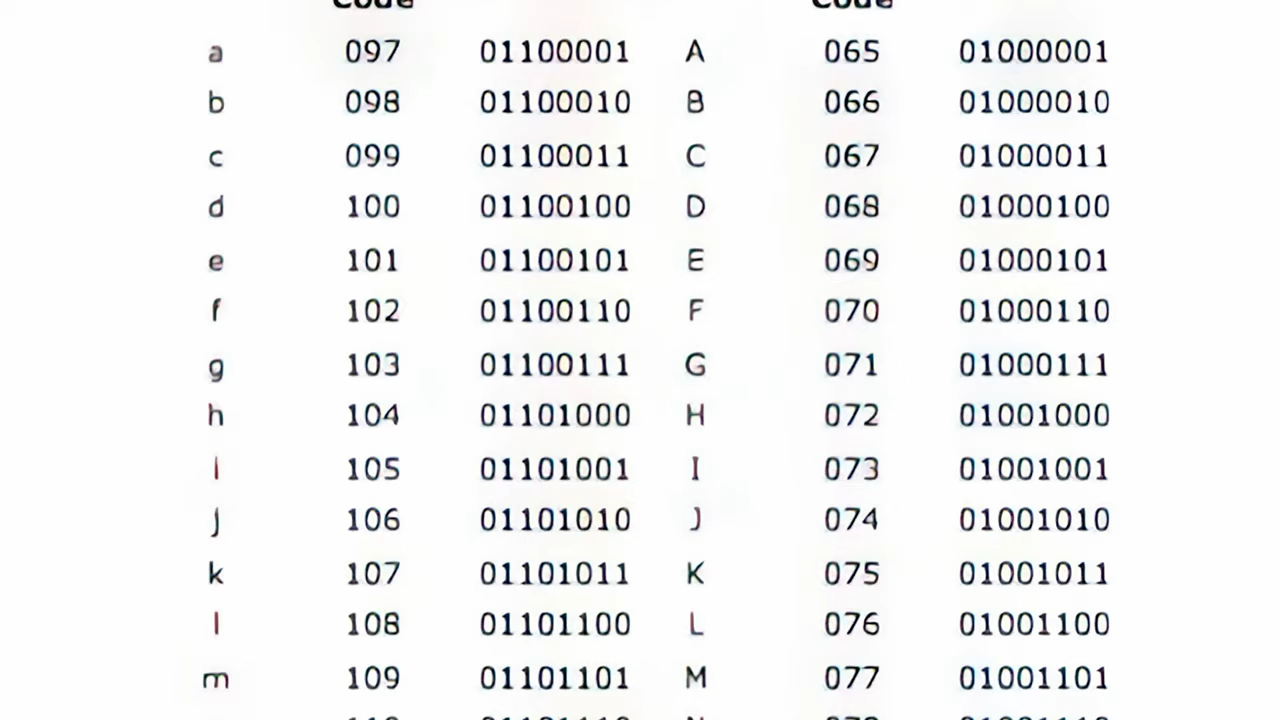 Code Code
a 097 01100001 A 065 01000001
b 098 01100010 B 066 01000010
c 099 01100011 C 067 01000011
d 100 01100100 D 068 01000100
e 101 01100101 E 069 01000101
f 102 01100110 F 070 01000110
g 103 01100111 G 071 01000111
h 104 01101000 H 072 01001000
i 105 01101001 I 073 01001001
j 106 01101010 J 074 01001010
k 107 01101011 K 075 01001011
l 108 01101100 L 076 01001100
m 109 01101101 M 077 01001101